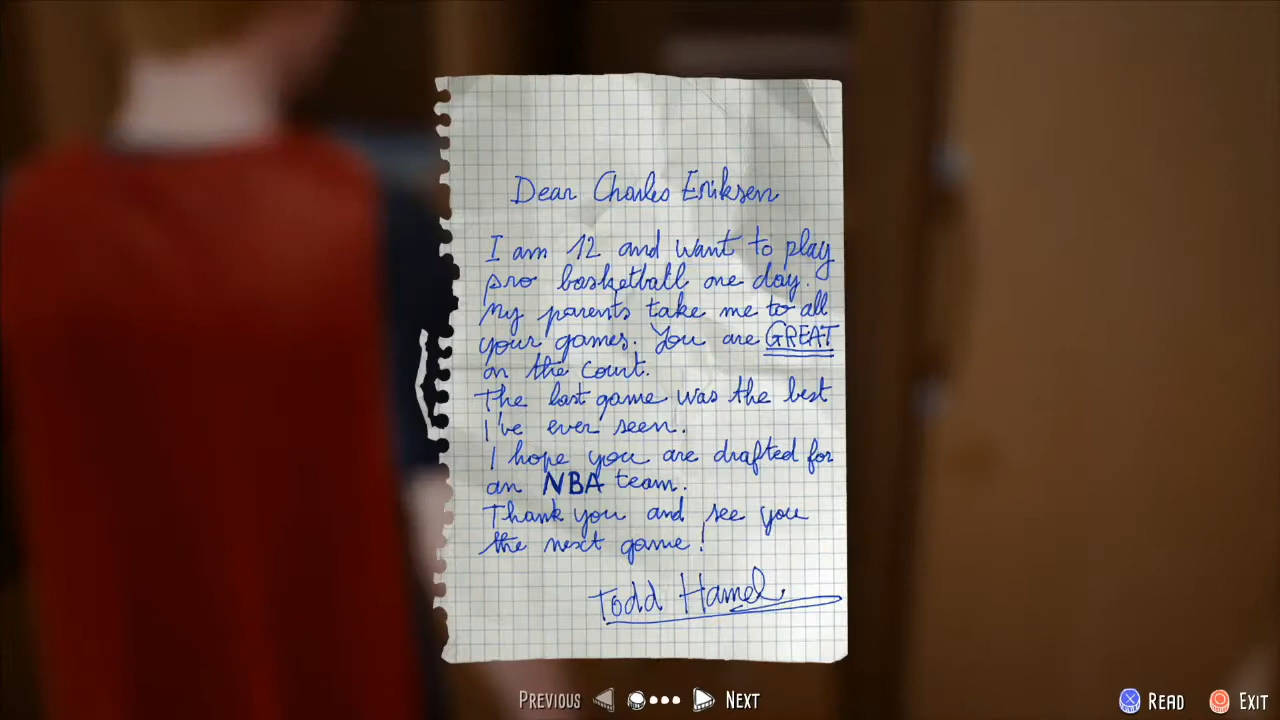 Dear Charles Eriksen
I am 12 and want to play
pro basketball one day.
My parents take me to all
your games. You are GREAT
on the court.
The last game was the best
I've ever seen.
I hope you are drafted for
an NBA team.
Thank you and see you
the next game!
Todd Hamel
PREVIOUS NEXT READ EXIT